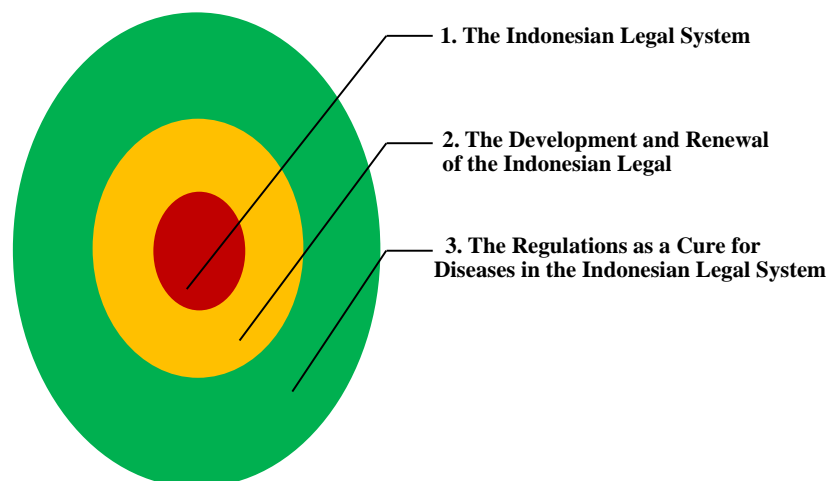 1. The Indonesian Legal System
2. The Development and Renewal
of the Indonesian Legal
3. The Regulations as a Cure for
Diseases in the Indonesian Legal System